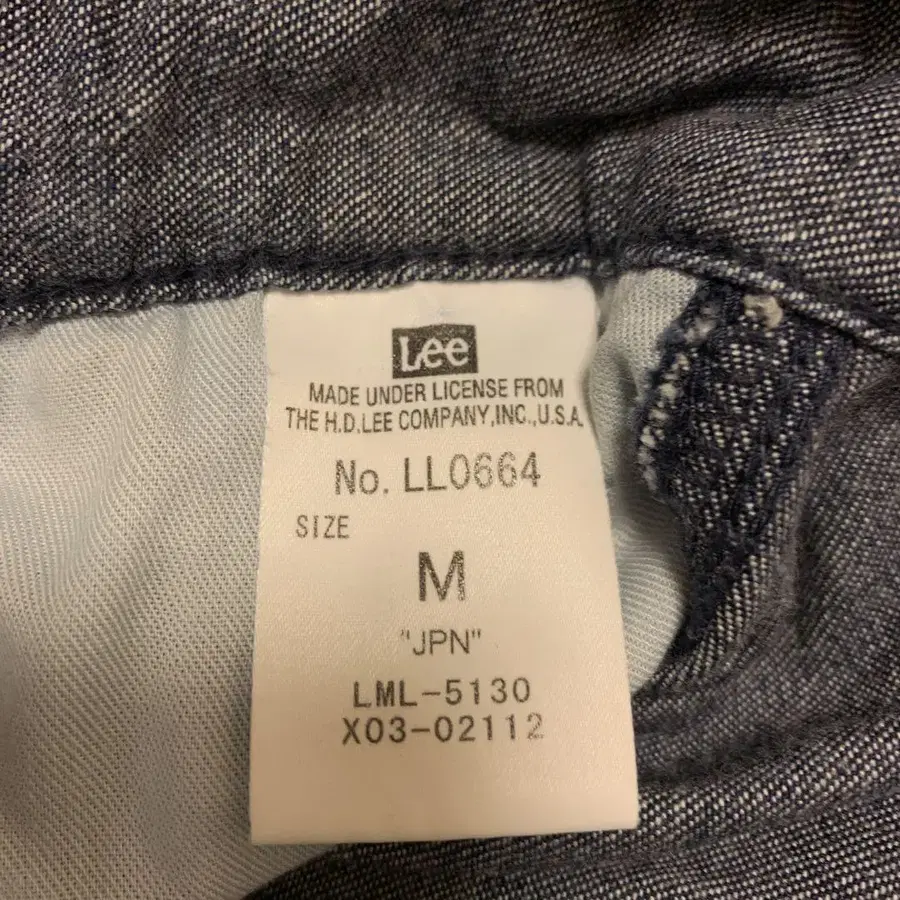 Lee
MADE UNDER LICENSE FROM
THE H.D.LEE COMPANY,INC.,U.S.A.
No. LL0664
SIZE
M
"JPN"
LML-5130
X03-02112